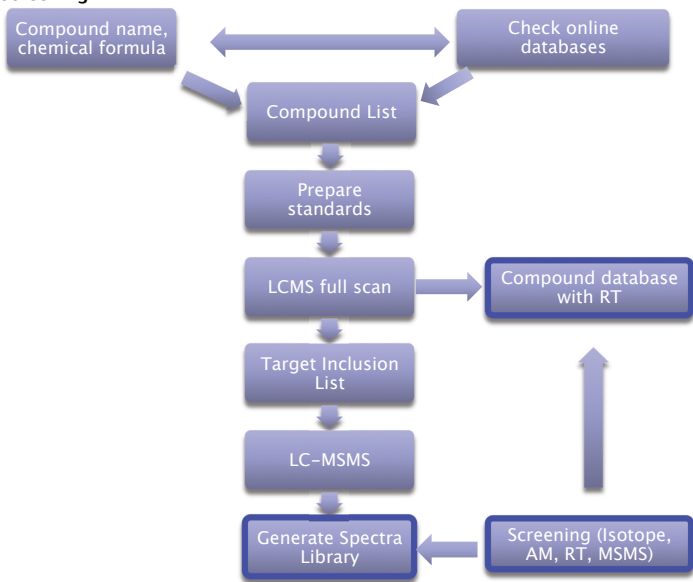 Compound name,
chemical formula
Check online
databases
Compound List
Prepare
standards
LCMS full scan
Compound database
with RT
Target Inclusion
List
LC-MSMS
Generate Spectra
Library
Screening (Isotope,
AM, RT, MSMS)